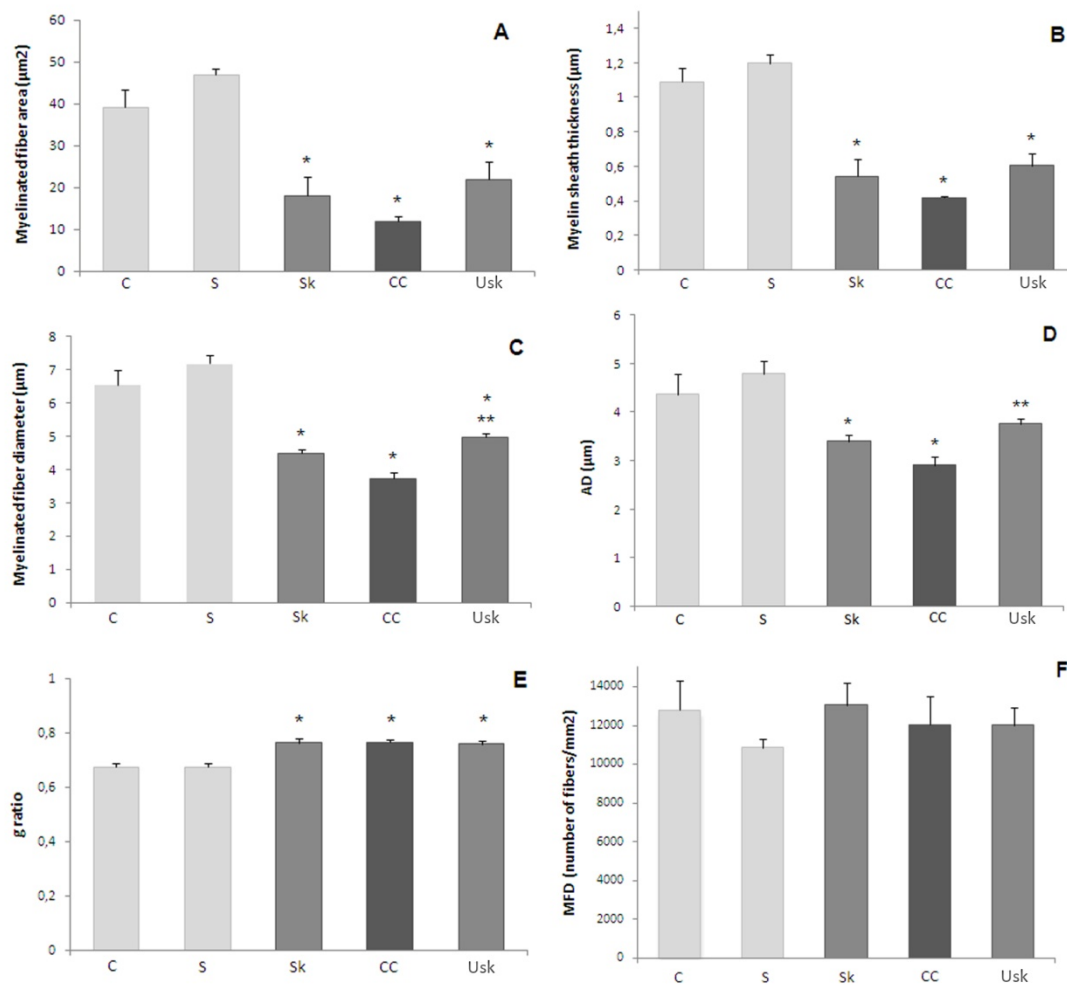 A
Myelinated fiber area (µm2)
60
50
40
30
20
10
0
* * *
C S Sk CC Usk
B
Myelin sheath thickness (µm)
1,4
1,2
1
0,8
0,6
0,4
0,2
0
* * *
C S Sk CC Usk
C
Myelinated fiber diameter (µm)
8
7
6
5
4
3
2
1
0
* * *
**
C S Sk CC Usk
D
AD (µm)
6
5
4
3
2
1
0
* * **
C S Sk CC Usk
E
g ratio
1
0,8
0,6
0,4
0,2
0
* * *
C S Sk CC Usk
F
MFD (number of fibers/mm2)
14000
12000
10000
8000
6000
4000
2000
0
C S Sk CC Usk